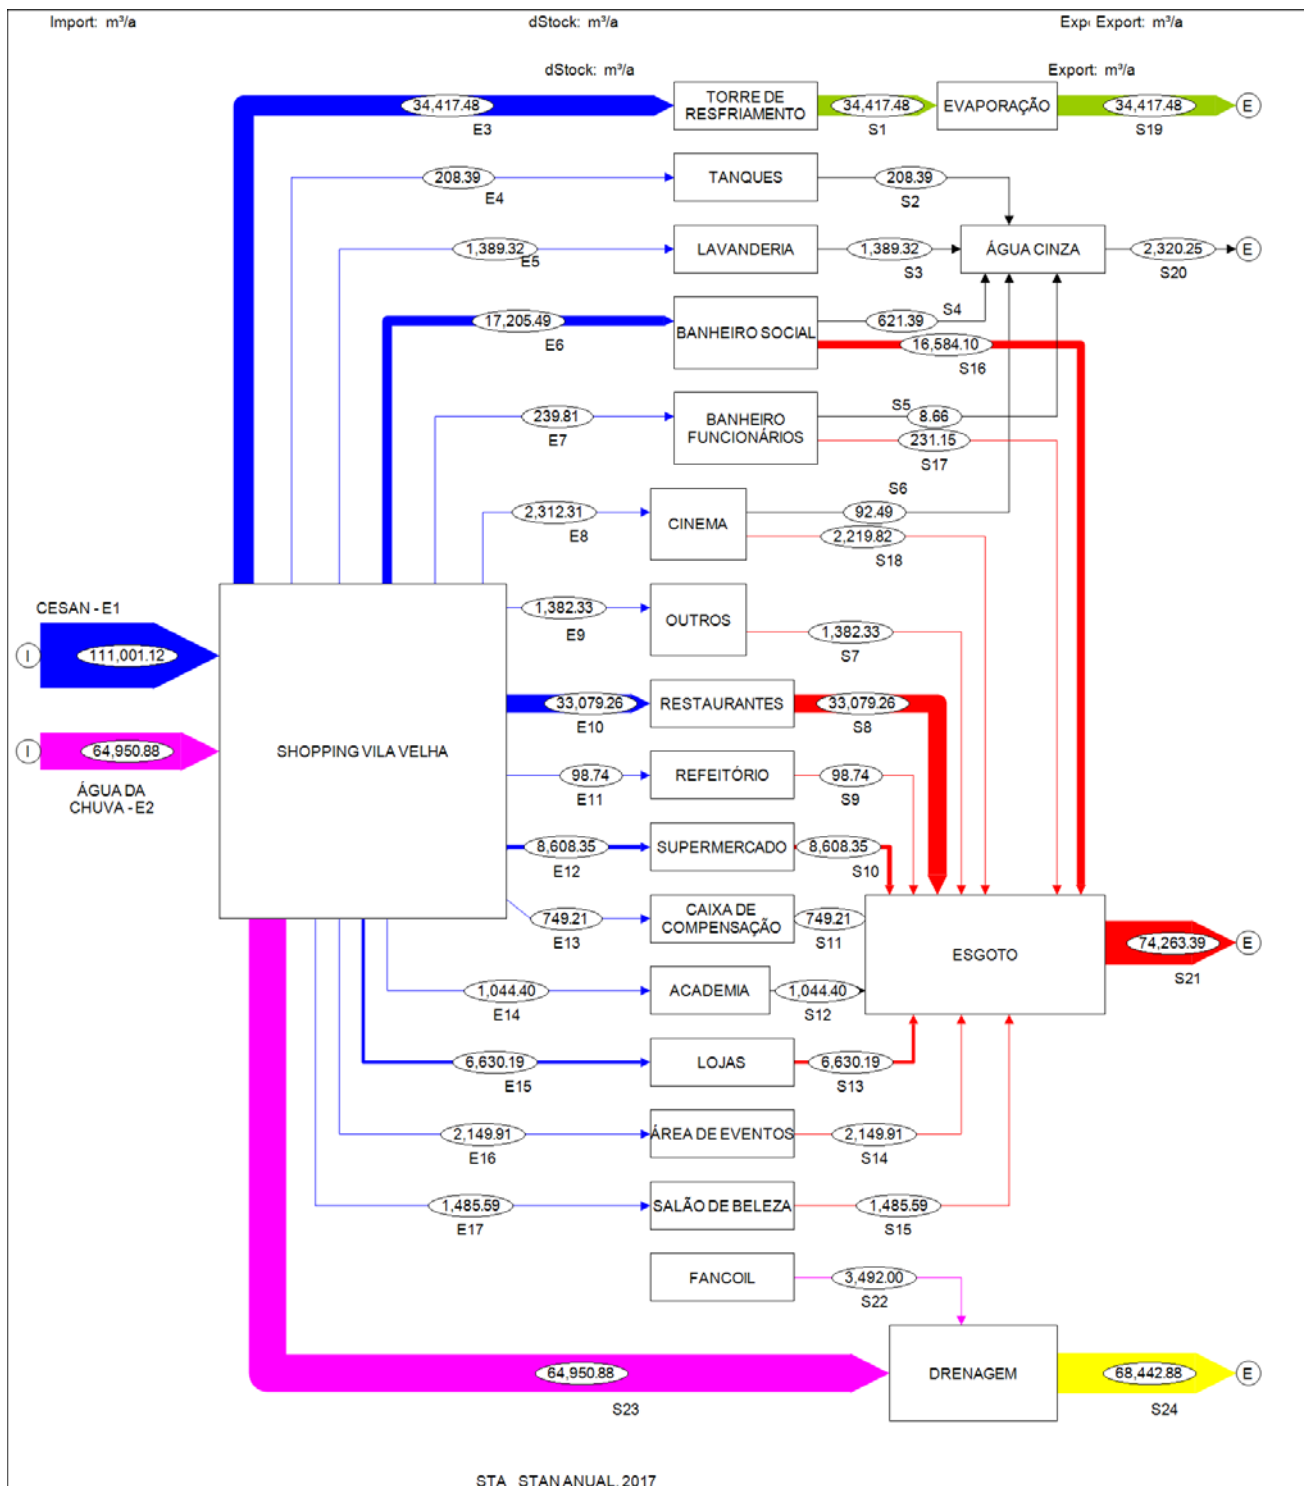 Import: m³/a
dStock: m³/a
Expo Export: m³/a
dStock: m³/a
Export: m³/a
34,417.48
E3
TORRE DE
RESFRIAMENTO
34,417.48
S1
EVAPORAÇÃO
34,417.48
S19
E
208.39
E4
TANQUES
208.39
S2
1,389.32
E5
LAVANDERIA
1,389.32
S3
ÁGUA CINZA
2,320.25
S20
E
17,205.49
E6
BANHEIRO SOCIAL
621.39
S4
16,584.10
S16
239.81
E7
BANHEIRO
FUNCIONÁRIOS
S5
8.66
231.15
S17
2,312.31
E8
CINEMA
S6
92.49
2,219.82
S18
CESAN - E1
I
111,001.12
1,382.33
E9
OUTROS
1,382.33
S7
33,079.26
E10
RESTAURANTES
33,079.26
S8
I
64,950.88
ÁGUA DA
CHUVA - E2
SHOPPING VILA VELHA
98.74
E11
REFEITÓRIO
98.74
S9
8,608.35
E12
SUPERMERCADO
8,608.35
S10
749.21
E13
CAIXA DE
COMPENSAÇÃO
749.21
S11
ESGOTO
74,263.39
S21
E
1,044.40
E14
ACADEMIA
1,044.40
S12
6,630.19
E15
LOJAS
6,630.19
S13
2,149.91
E16
ÁREA DE EVENTOS
2,149.91
S14
1,485.59
E17
SALÃO DE BELEZA
1,485.59
S15
FANCOIL
3,492.00
S22
64,950.88
S23
DRENAGEM
68,442.88
S24
E
STA_STAN ANUAL, 2017